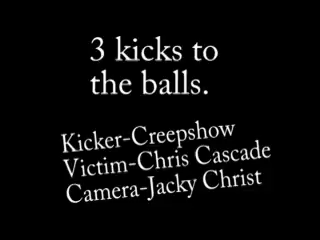 3 kicks to
the balls.
Kicker-Creepshow
Victim-Chris Cascade
Camera-Jacky Christ